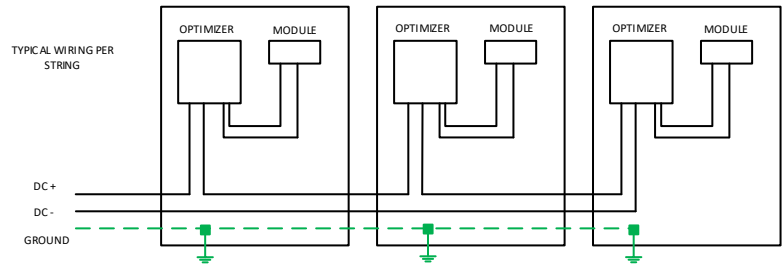 OPTIMIZER
MODULE
OPTIMIZER
MODULE
OPTIMIZER
MODULE
TYPICAL WIRING PER
STRING
DC +
DC -
GROUND